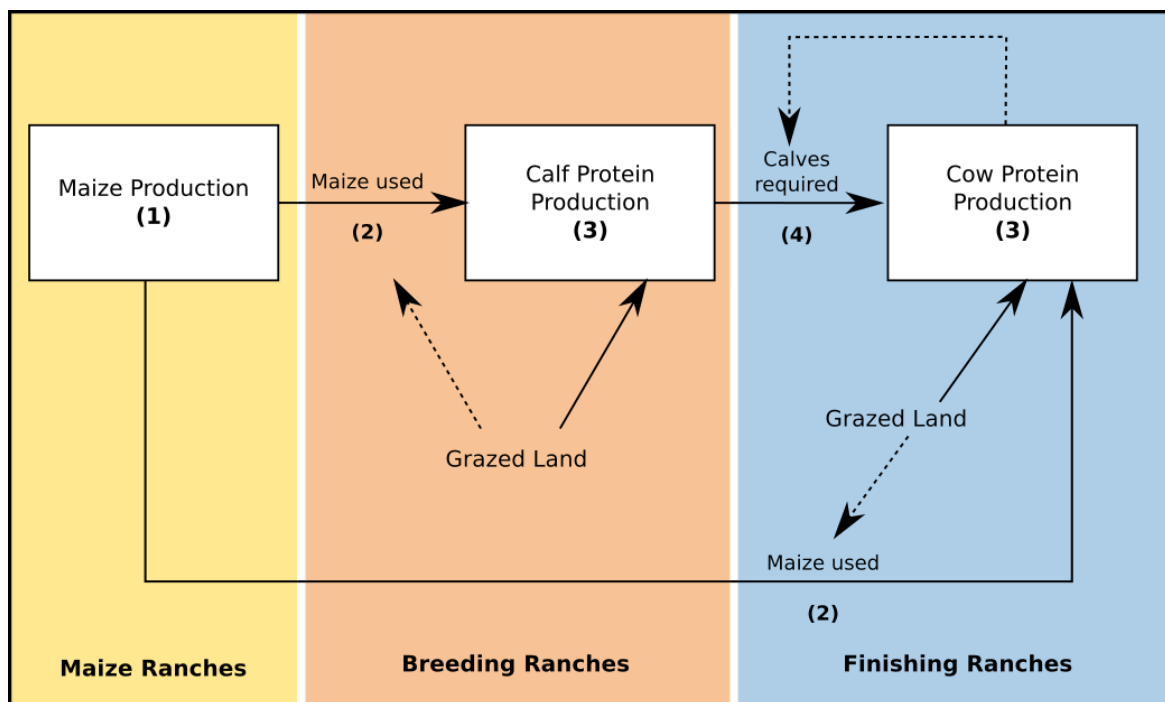 Maize Production
(1)
Maize used
(2)
Calf Protein
Production
(3)
Calves
required
(4)
Cow Protein
Production
(3)
Grazed Land
Grazed Land
Maize used
(2)
Maize Ranches
Breeding Ranches
Finishing Ranches